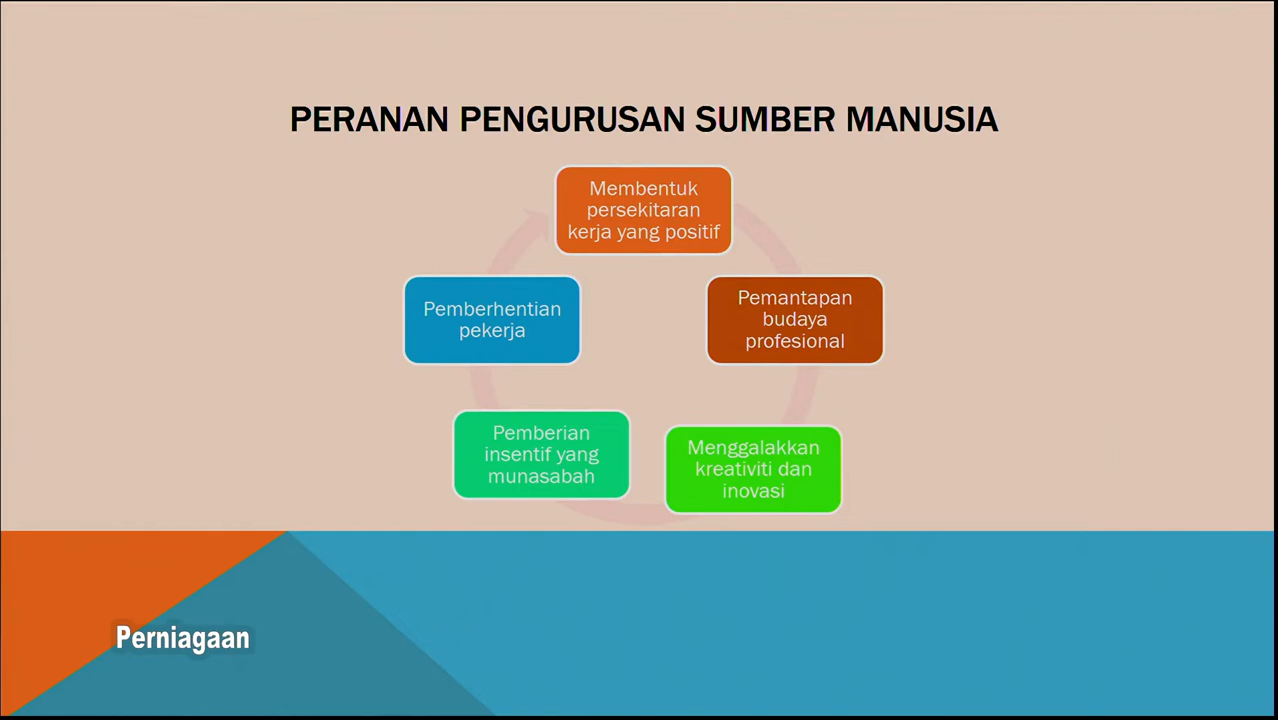 PERANAN PENGURUSAN SUMBER MANUSIA
Membentuk
persekitaran
kerja yang positif
Pemantapan
budaya
profesional
Menggalakkan
kreativiti dan
inovasi
Pemberian
insentif yang
munasabah
Pemberhentian
pekerja
Perniagaan